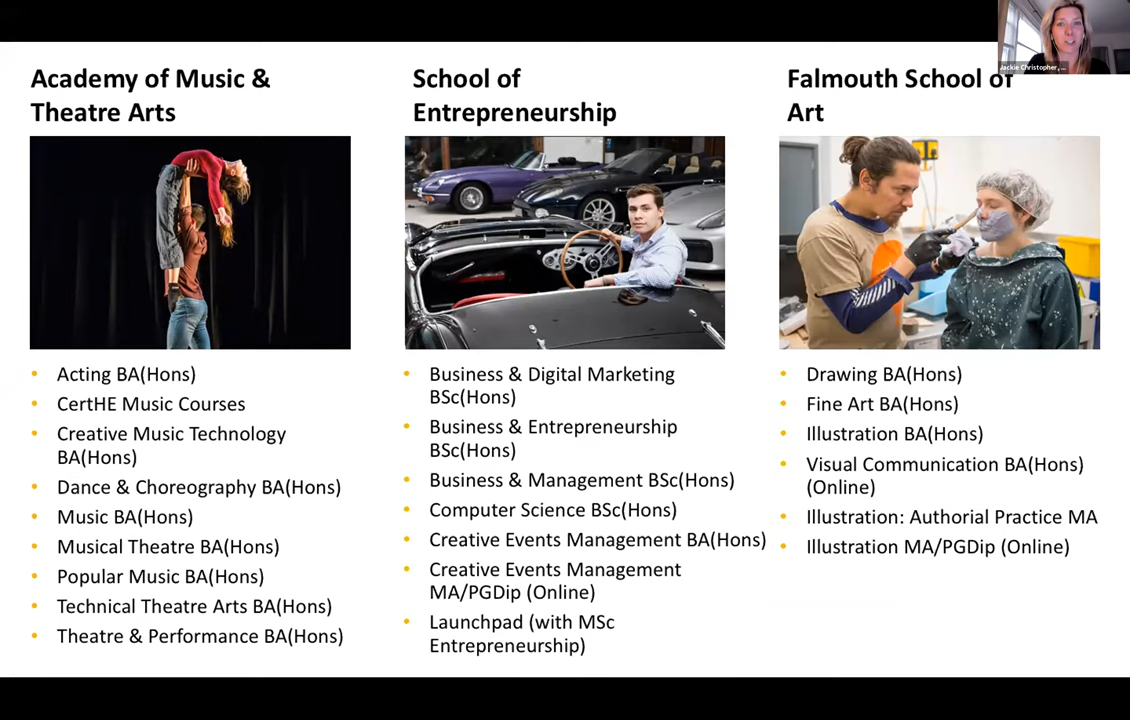 Jackie Christopher, ...
Academy of Music &
Theatre Arts
• Acting BA(Hons)
• CertHE Music Courses
• Creative Music Technology
BA(Hons)
• Dance & Choreography BA(Hons)
• Music BA(Hons)
• Musical Theatre BA(Hons)
• Popular Music BA(Hons)
• Technical Theatre Arts BA(Hons)
• Theatre & Performance BA(Hons)
School of
Entrepreneurship
• Business & Digital Marketing
BSc(Hons)
• Business & Entrepreneurship
BSc(Hons)
• Business & Management BSc(Hons)
• Computer Science BSc(Hons)
• Creative Events Management BA(Hons)
• Creative Events Management
MA/PGDip (Online)
• Launchpad (with MSc
Entrepreneurship)
Falmouth School of
Art
• Drawing BA(Hons)
• Fine Art BA(Hons)
• Illustration BA(Hons)
• Visual Communication BA(Hons)
(Online)
• Illustration: Authorial Practice MA
• Illustration MA/PGDip (Online)